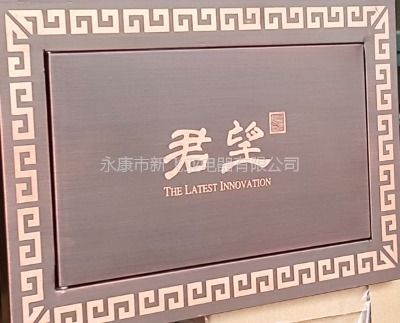 君望
THE LATEST INNOVATION
永康市新
电器有限公司